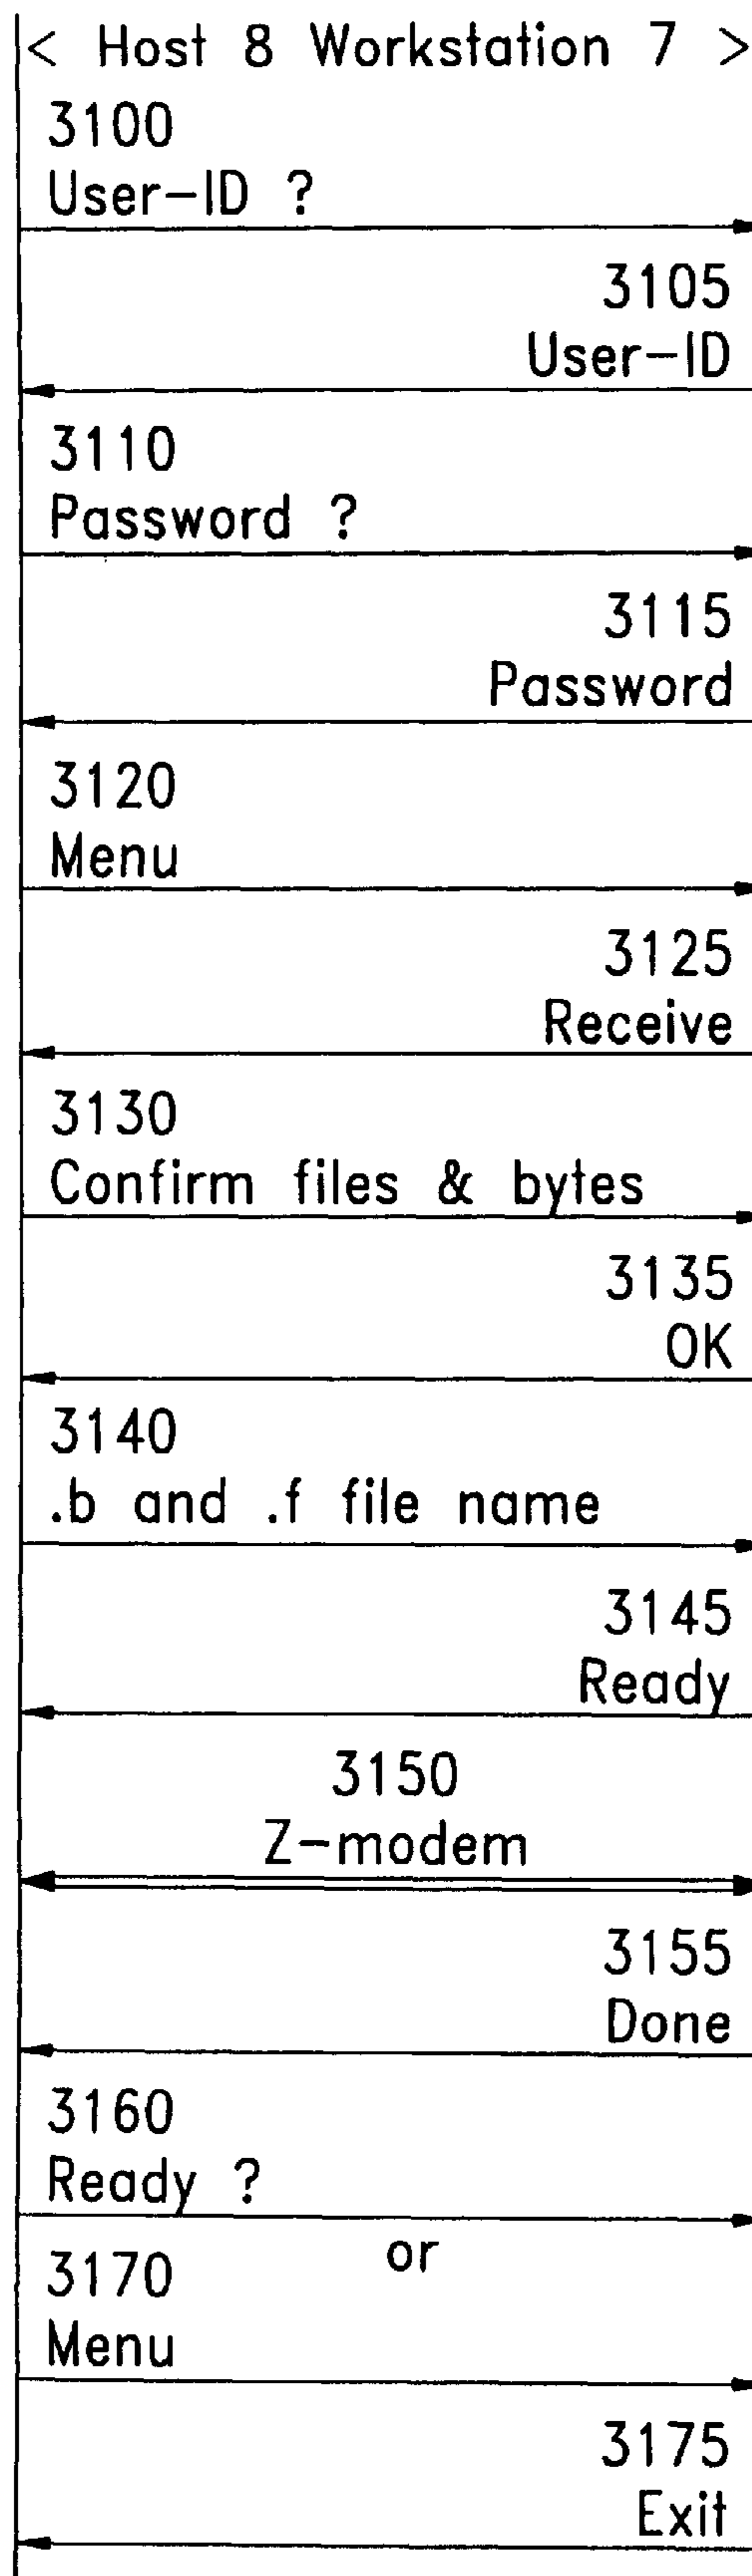 < Host 8 Workstation 7 >
3100
User-ID ?
3105
User-ID
3110
Password ?
3115
Password
3120
Menu
3125
Receive
3130
Confirm files & bytes
3135
OK
3140
.b and .f file name
3145
Ready
3150
Z-modem
3155
Done
3160
Ready ?
or
3170
Menu
3175
Exit